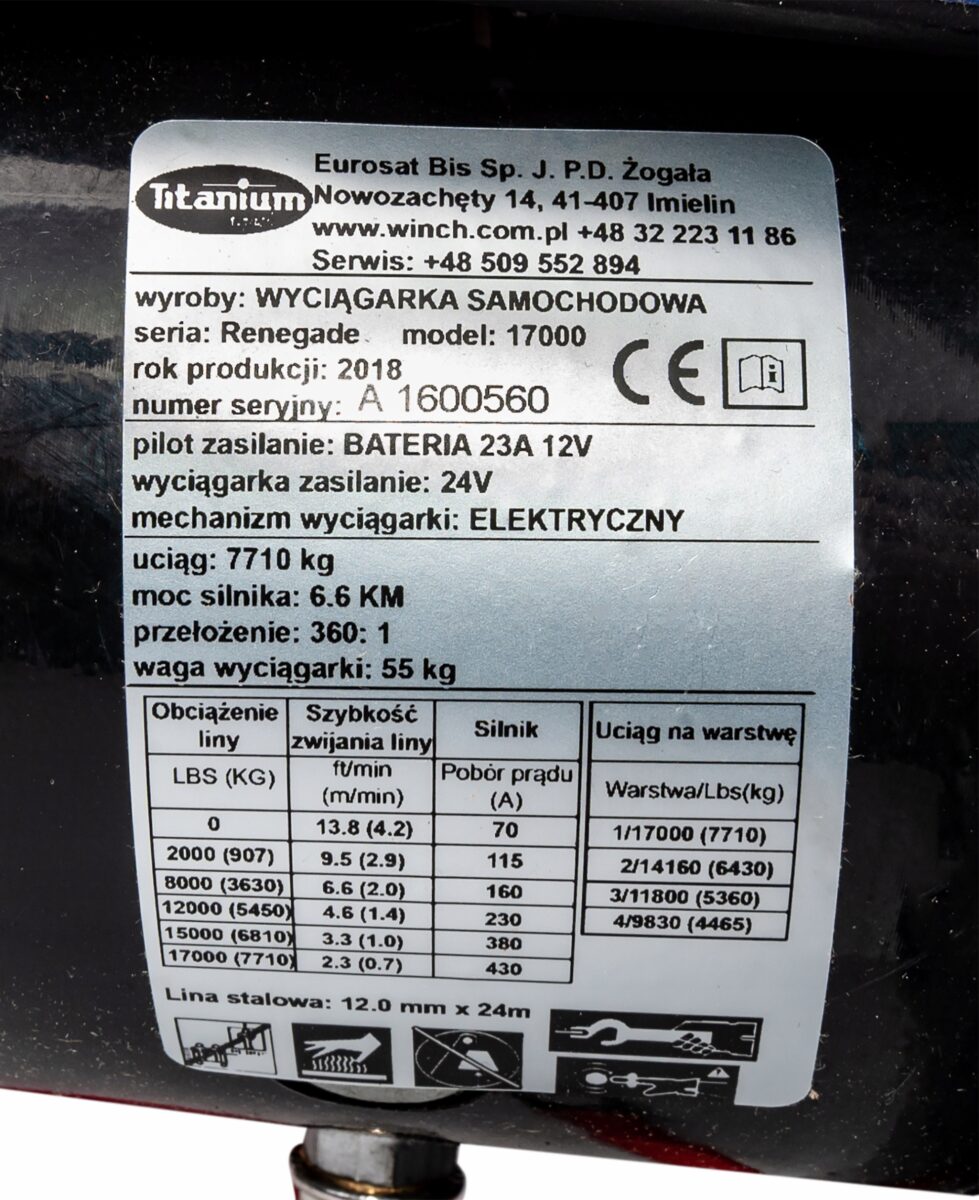 Titanium
Eurosat Bis Sp. J. P.D. Żogała
Nowozachęty 14, 41-407 Imielin
www.winch.com.pl +48 32 223 11 86
Serwis: +48 509 552 894
wyroby: WYCIĄGARKA SAMOCHODOWA
seria: Renegade. model: 17000
rok produkcji: 2018
numer seryjny: A 1600560
CE
pilot zasilanie: BATERIA 23A 12V
wyciągarka zasilanie: 24V
mechanizm wyciągarki: ELEKTRYCZNY
uciąg: 7710 kg
moc silnika: 6.6 KM
przełożenie: 360: 1
waga wyciągarki: 55 kg
Obciążenie liny Szybkość zwijania liny Silnik
LBS (KG) ft/min (m/min) Pobór prądu (A)
0 13.8 (4.2) 70
2000 (907) 9.5 (2.9) 115
8000 (3630) 6.6 (2.0) 160
12000 (5450) 4.6 (1.4) 230
15000 (6810) 3.3 (1.0) 380
17000 (7710) 2.3 (0.7) 430
Uciąg na warstwę
Warstwa/Lbs(kg)
1/17000 (7710)
2/14160 (6430)
3/11800 (5360)
4/9830 (4465)
Lina stalowa: 12.0 mm x 24m